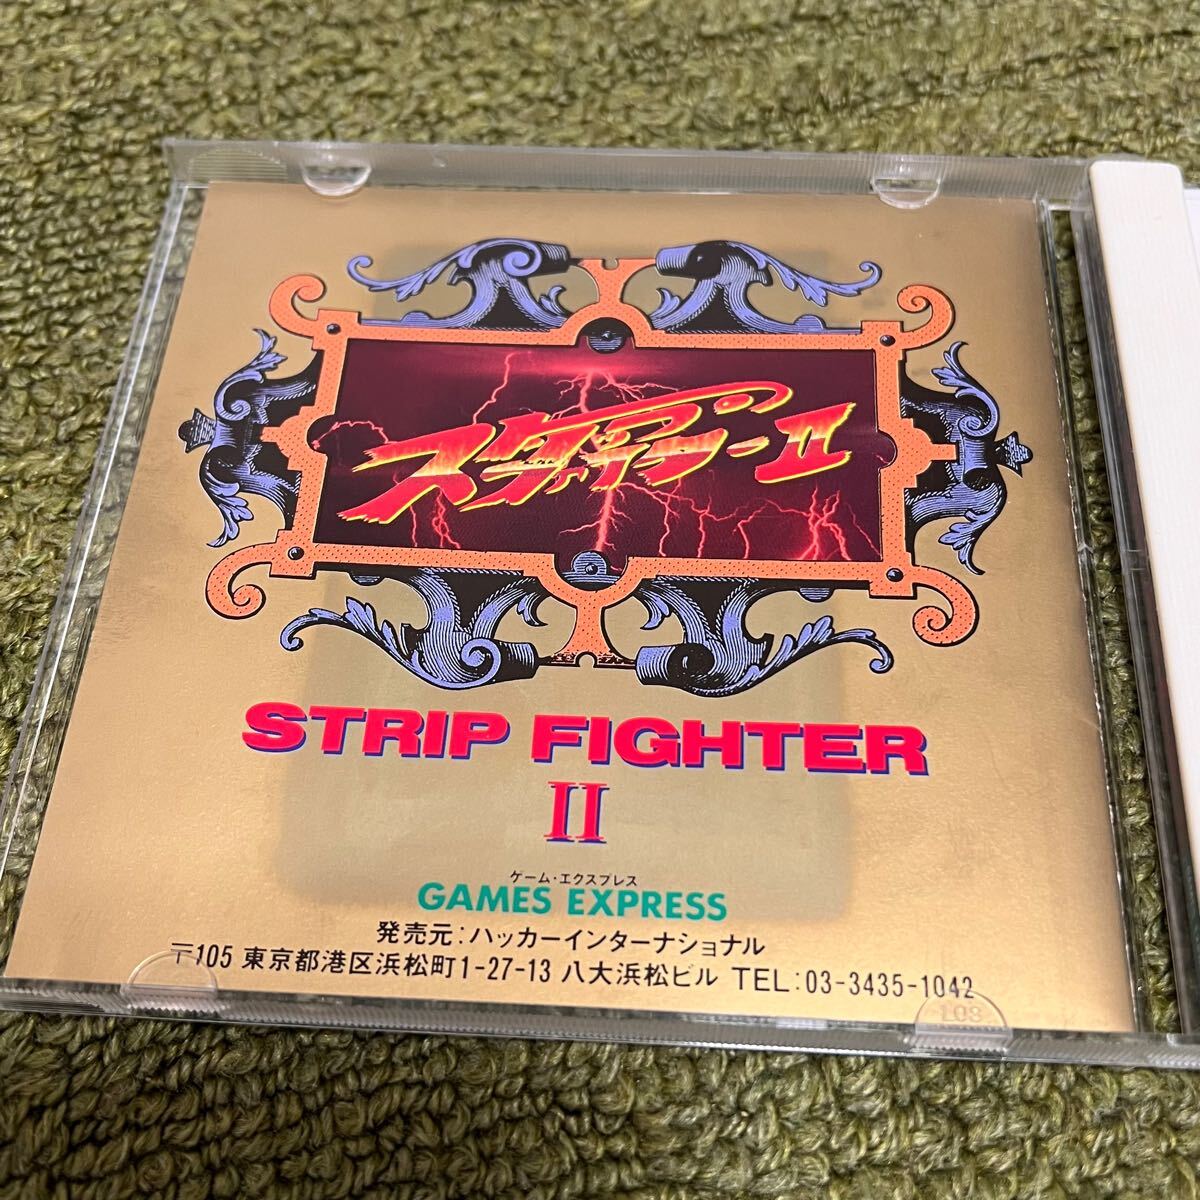 ストリップファイターII
STRIP FIGHTER
II
ゲーム・エクスプレス
GAMES EXPRESS
発売元:ハッカーインターナショナル
〒105 東京都港区浜松町1-27-13 八大浜松ビル TEL:03-3435-1042
108